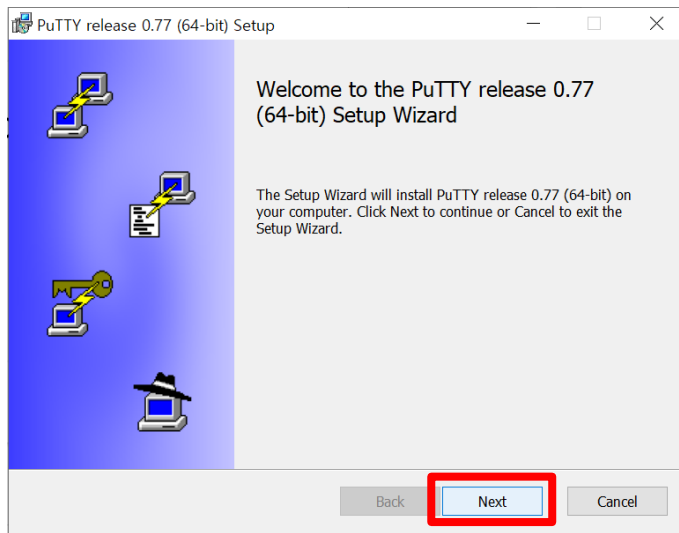 PuTTY release 0.77 (64-bit) Setup
Welcome to the PuTTY release 0.77
(64-bit) Setup Wizard
The Setup Wizard will install PuTTY release 0.77 (64-bit) on
your computer. Click Next to continue or Cancel to exit the
Setup Wizard.
Back Next Cancel